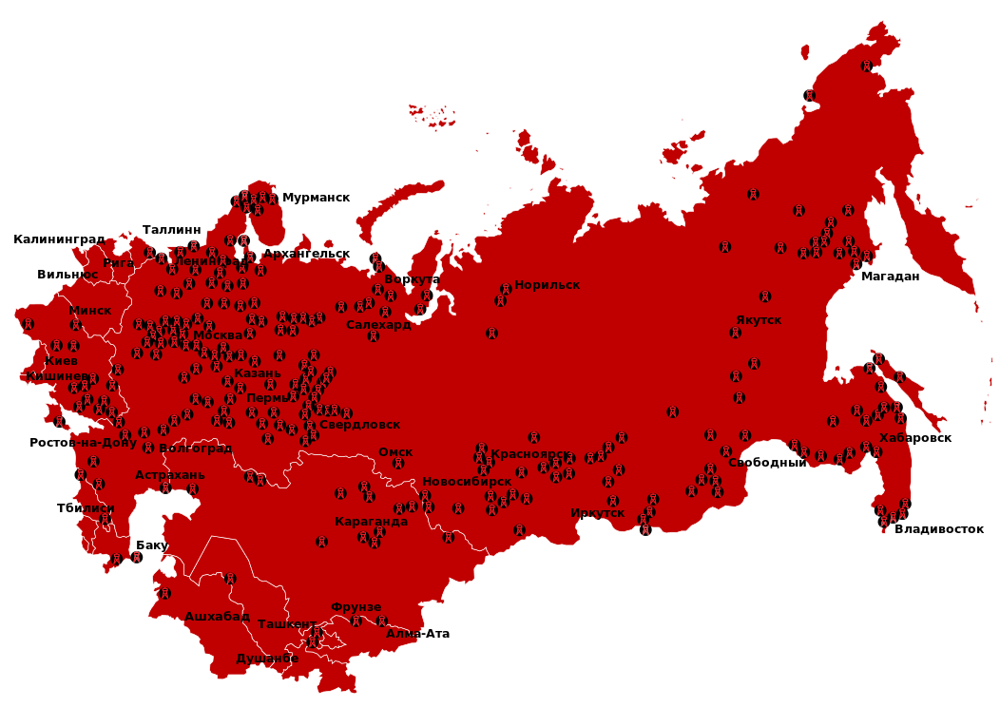 Мурманск
Таллинн
Калининград
Архангельск
Рига
Ленинград
Вильнюс
Воркута
Магадан
Норильск
Минск
Якутск
Салехард
Москва
Киев
Казань
Кишинев
Пермь
Свердловск
Хабаровск
Ростов-на-Дону
Волгоград
Омск
Красноярск
Свободный
Астрахань
Новосибирск
Тбилиси
Иркутск
Караганда
Владивосток
Баку
Фрунзе
Ашхабад
Ташкент
Алма-Ата
Душанбе